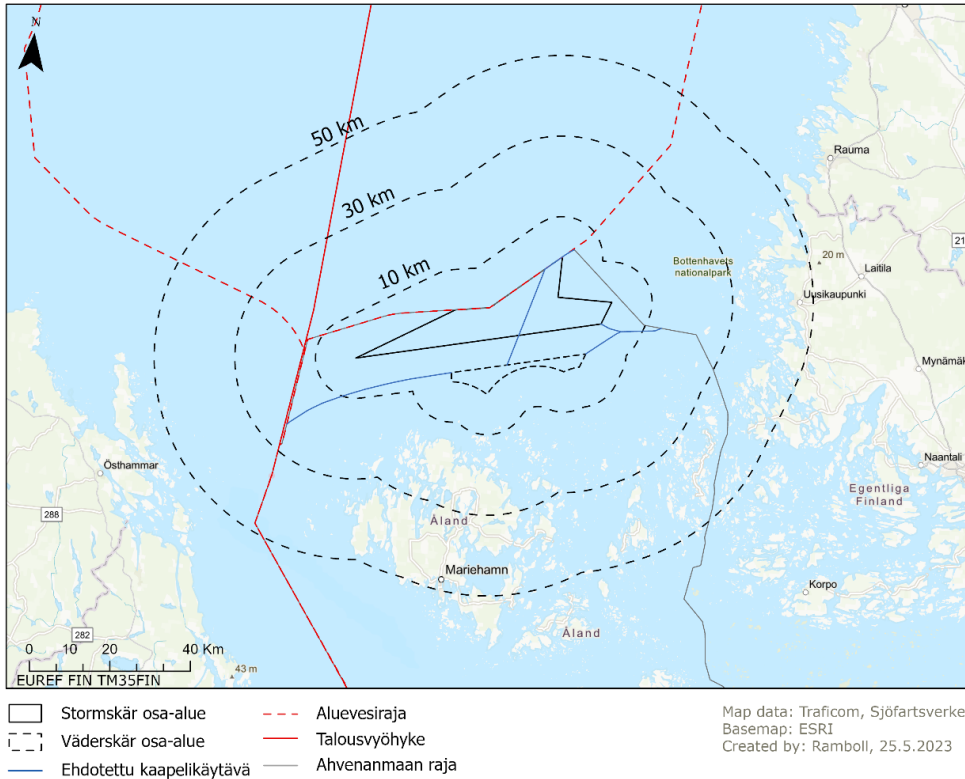 N
50 km
30 km
10 km
Rauma
21
20 m
Laitila
Bottenhavets
nationalpark
Uusikaupunki
Mynämäk
Naantali
Östhammar
288
Egentliga
Finland
Åland
Mariehamn
Korpo
Åland
282
43 m
0 10 20 40 Km
EUREF FIN TM35FIN
Stormskär osa-alue
Väderskär osa-alue
Ehdotettu kaapelikäytävä
Aluevesiraja
Talousvyöhyke
Ahvenanmaan raja
Map data: Traficom, Sjöfartsverke
Basemap: ESRI
Created by: Ramboll, 25.5.2023